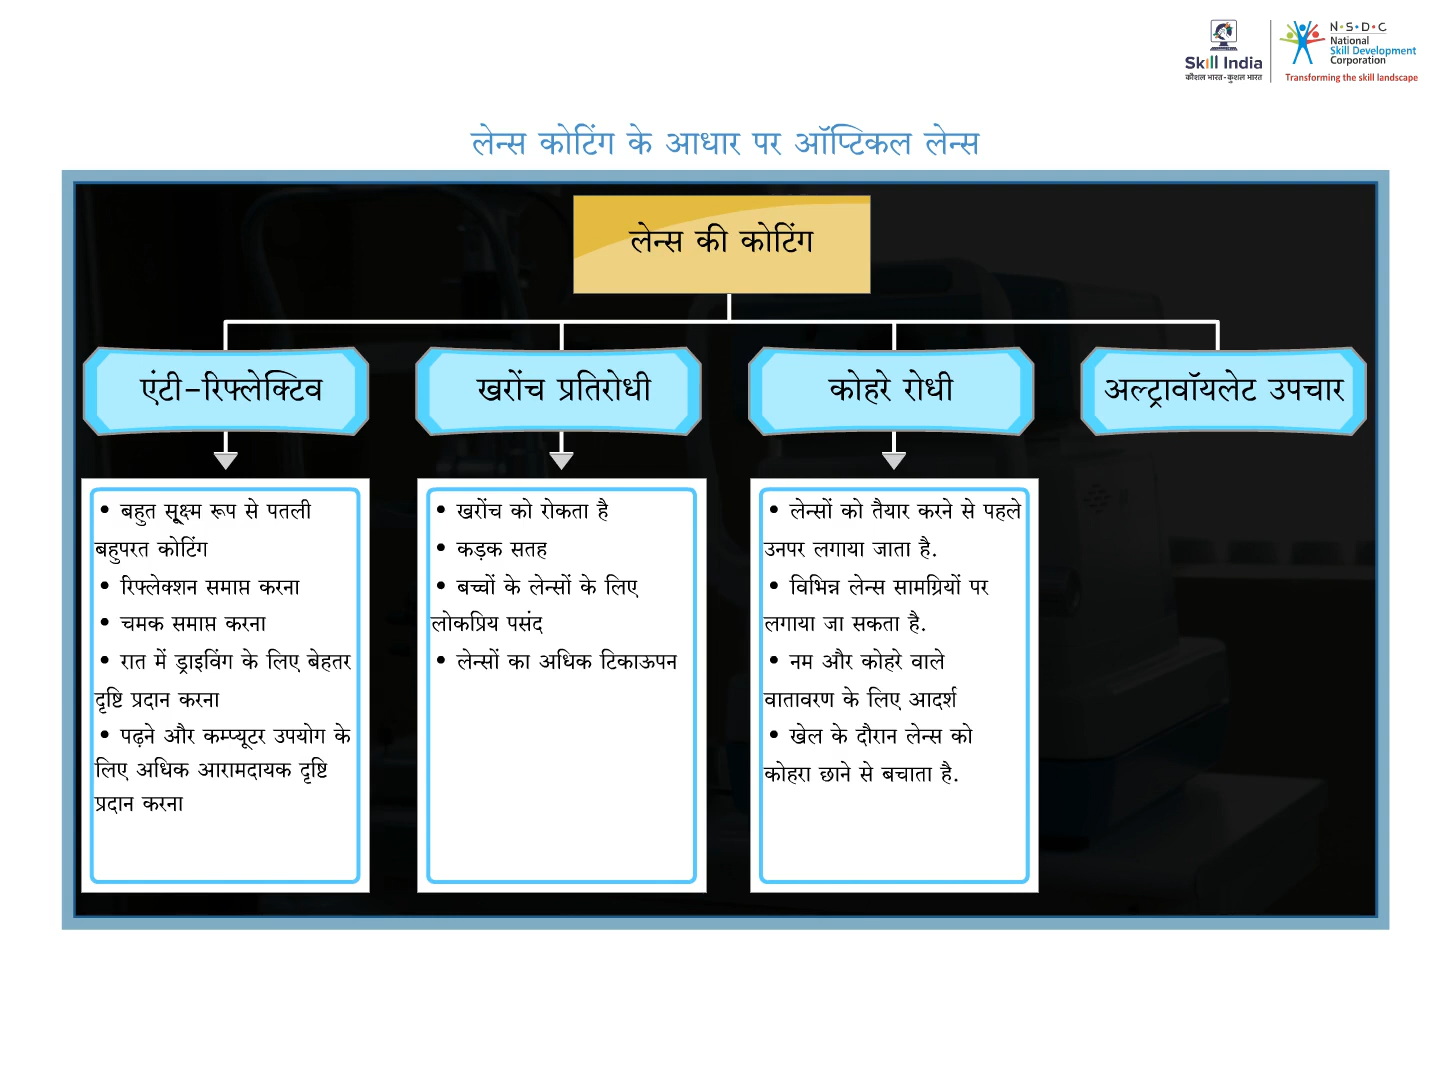 Skill India
कौशल भारत - कुशल भारत
N·S·D·C
National
Skill Development
Corporation
Transforming the skill landscape
लेन्स कोटिंग के आधार पर ऑप्टिकल लेन्स
लेन्स की कोटिंग
एंटी-रिफ्लेक्टिव
खरोंच प्रतिरोधी
कोहरे रोधी
अल्ट्रावॉयलेट उपचार
• बहुत सूक्ष्म रूप से पतली
बहुपरत कोटिंग
• रिफ्लेक्शन समाप्त करना
• चमक समाप्त करना
• रात में ड्राइविंग के लिए बेहतर
दृष्टि प्रदान करना
• पढ़ने और कम्प्यूटर उपयोग के
लिए अधिक आरामदायक दृष्टि
प्रदान करना
• खरोंच को रोकता है
• कड़क सतह
• बच्चों के लेन्सों के लिए
लोकप्रिय पसंद
• लेन्सों का अधिक टिकाऊपन
• लेन्सों को तैयार करने से पहले
उनपर लगाया जाता है.
• विभिन्न लेन्स सामग्रियों पर
लगाया जा सकता है.
• नम और कोहरे वाले
वातावरण के लिए आदर्श
• खेल के दौरान लेन्स को
कोहरा छाने से बचाता है.